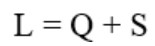 L = Q + S